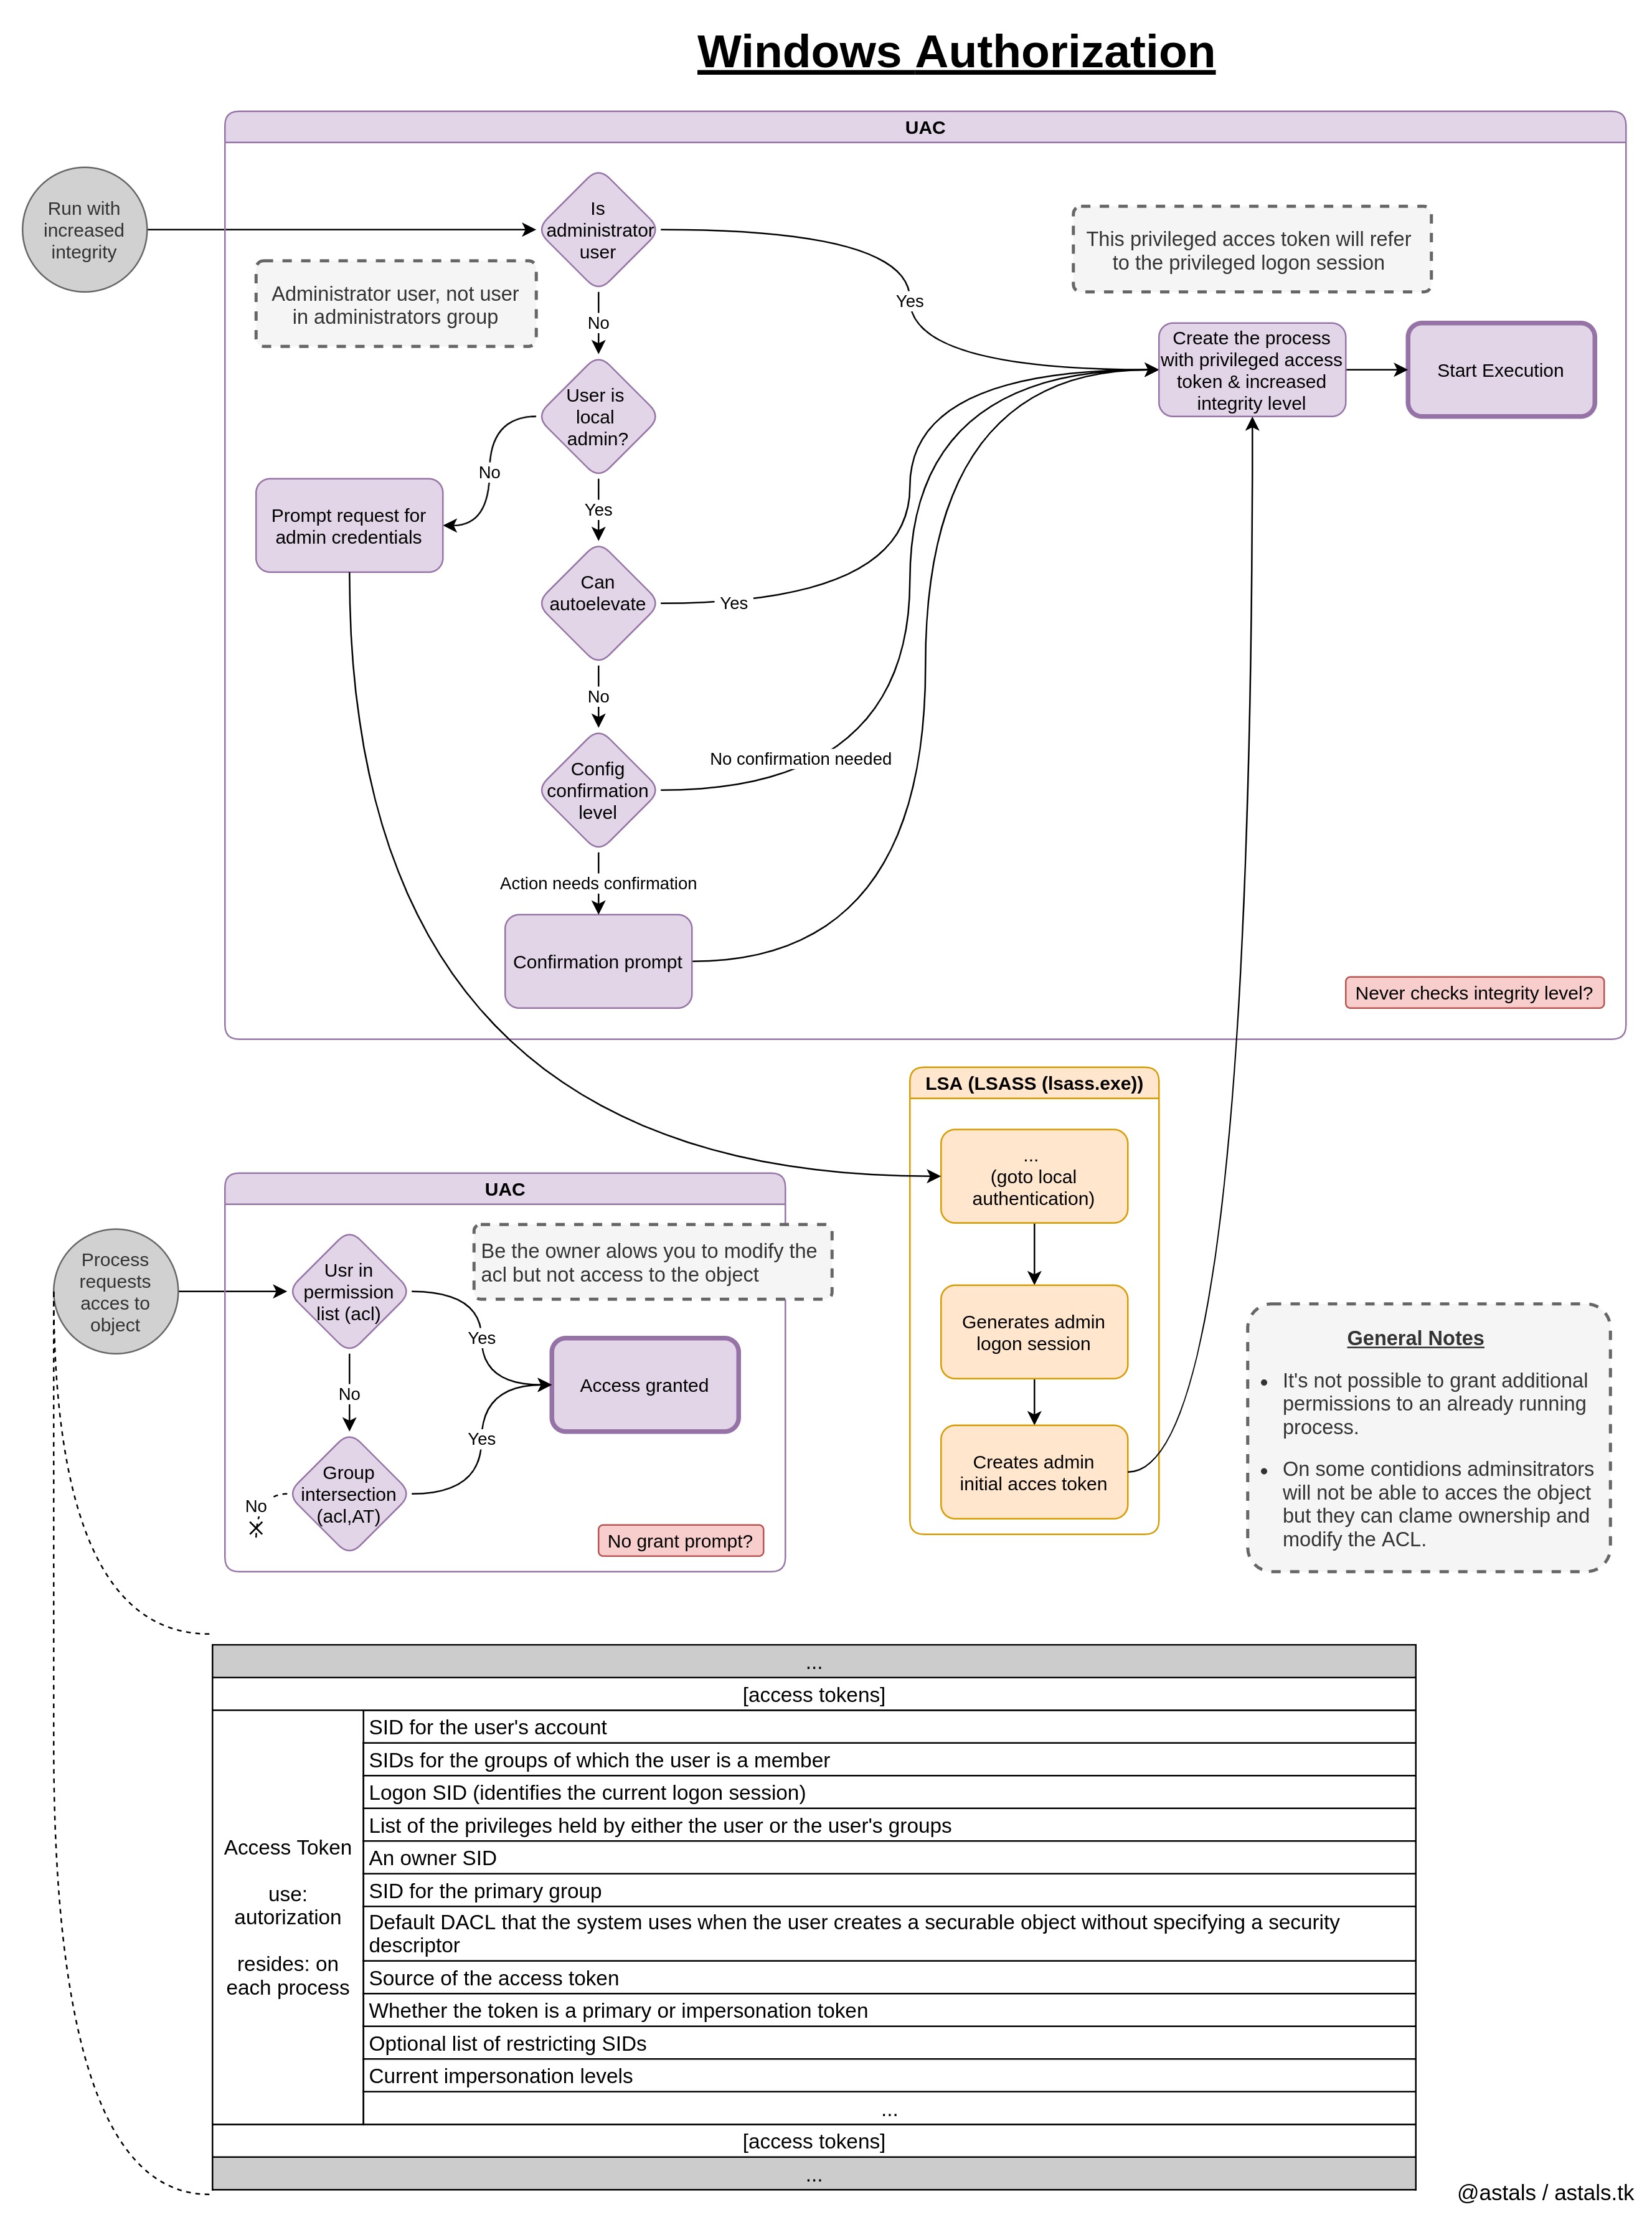 Windows Authorization
UAC
Run with
increased
integrity
Is
administrator
user
This privileged acces token will refer
to the privileged logon session
Administrator user, not user
in administrators group
Yes
No
Create the process
with privileged access
token & increased
integrity level
Start Execution
User is
local
admin?
No
Yes
Prompt request for
admin credentials
Can
autoelevate
Yes
No
Config
confirmation
level
No confirmation needed
Action needs confirmation
Confirmation prompt
Never checks integrity level?
LSA (LSASS (lsass.exe))
...
(goto local
authentication)
Generates admin
logon session
Creates admin
initial acces token
UAC
Process
requests
acces to
object
Usr in
permission
list (acl)
Be the owner alows you to modify the
acl but not access to the object
Yes
No
Access granted
Yes
Group
intersection
(acl,AT)
No
No grant prompt?
General Notes
• It's not possible to grant additional
permissions to an already running
process.
• On some contidions adminsitrators
will not be able to acces the object
but they can clame ownership and
modify the ACL.
...
[access tokens]
Access Token
use:
autorization
resides: on
each process
SID for the user's account
SIDs for the groups of which the user is a member
Logon SID (identifies the current logon session)
List of the privileges held by either the user or the user's groups
An owner SID
SID for the primary group
Default DACL that the system uses when the user creates a securable object without specifying a security
descriptor
Source of the access token
Whether the token is a primary or impersonation token
Optional list of restricting SIDs
Current impersonation levels
...
[access tokens]
...
@astals / astals.tk